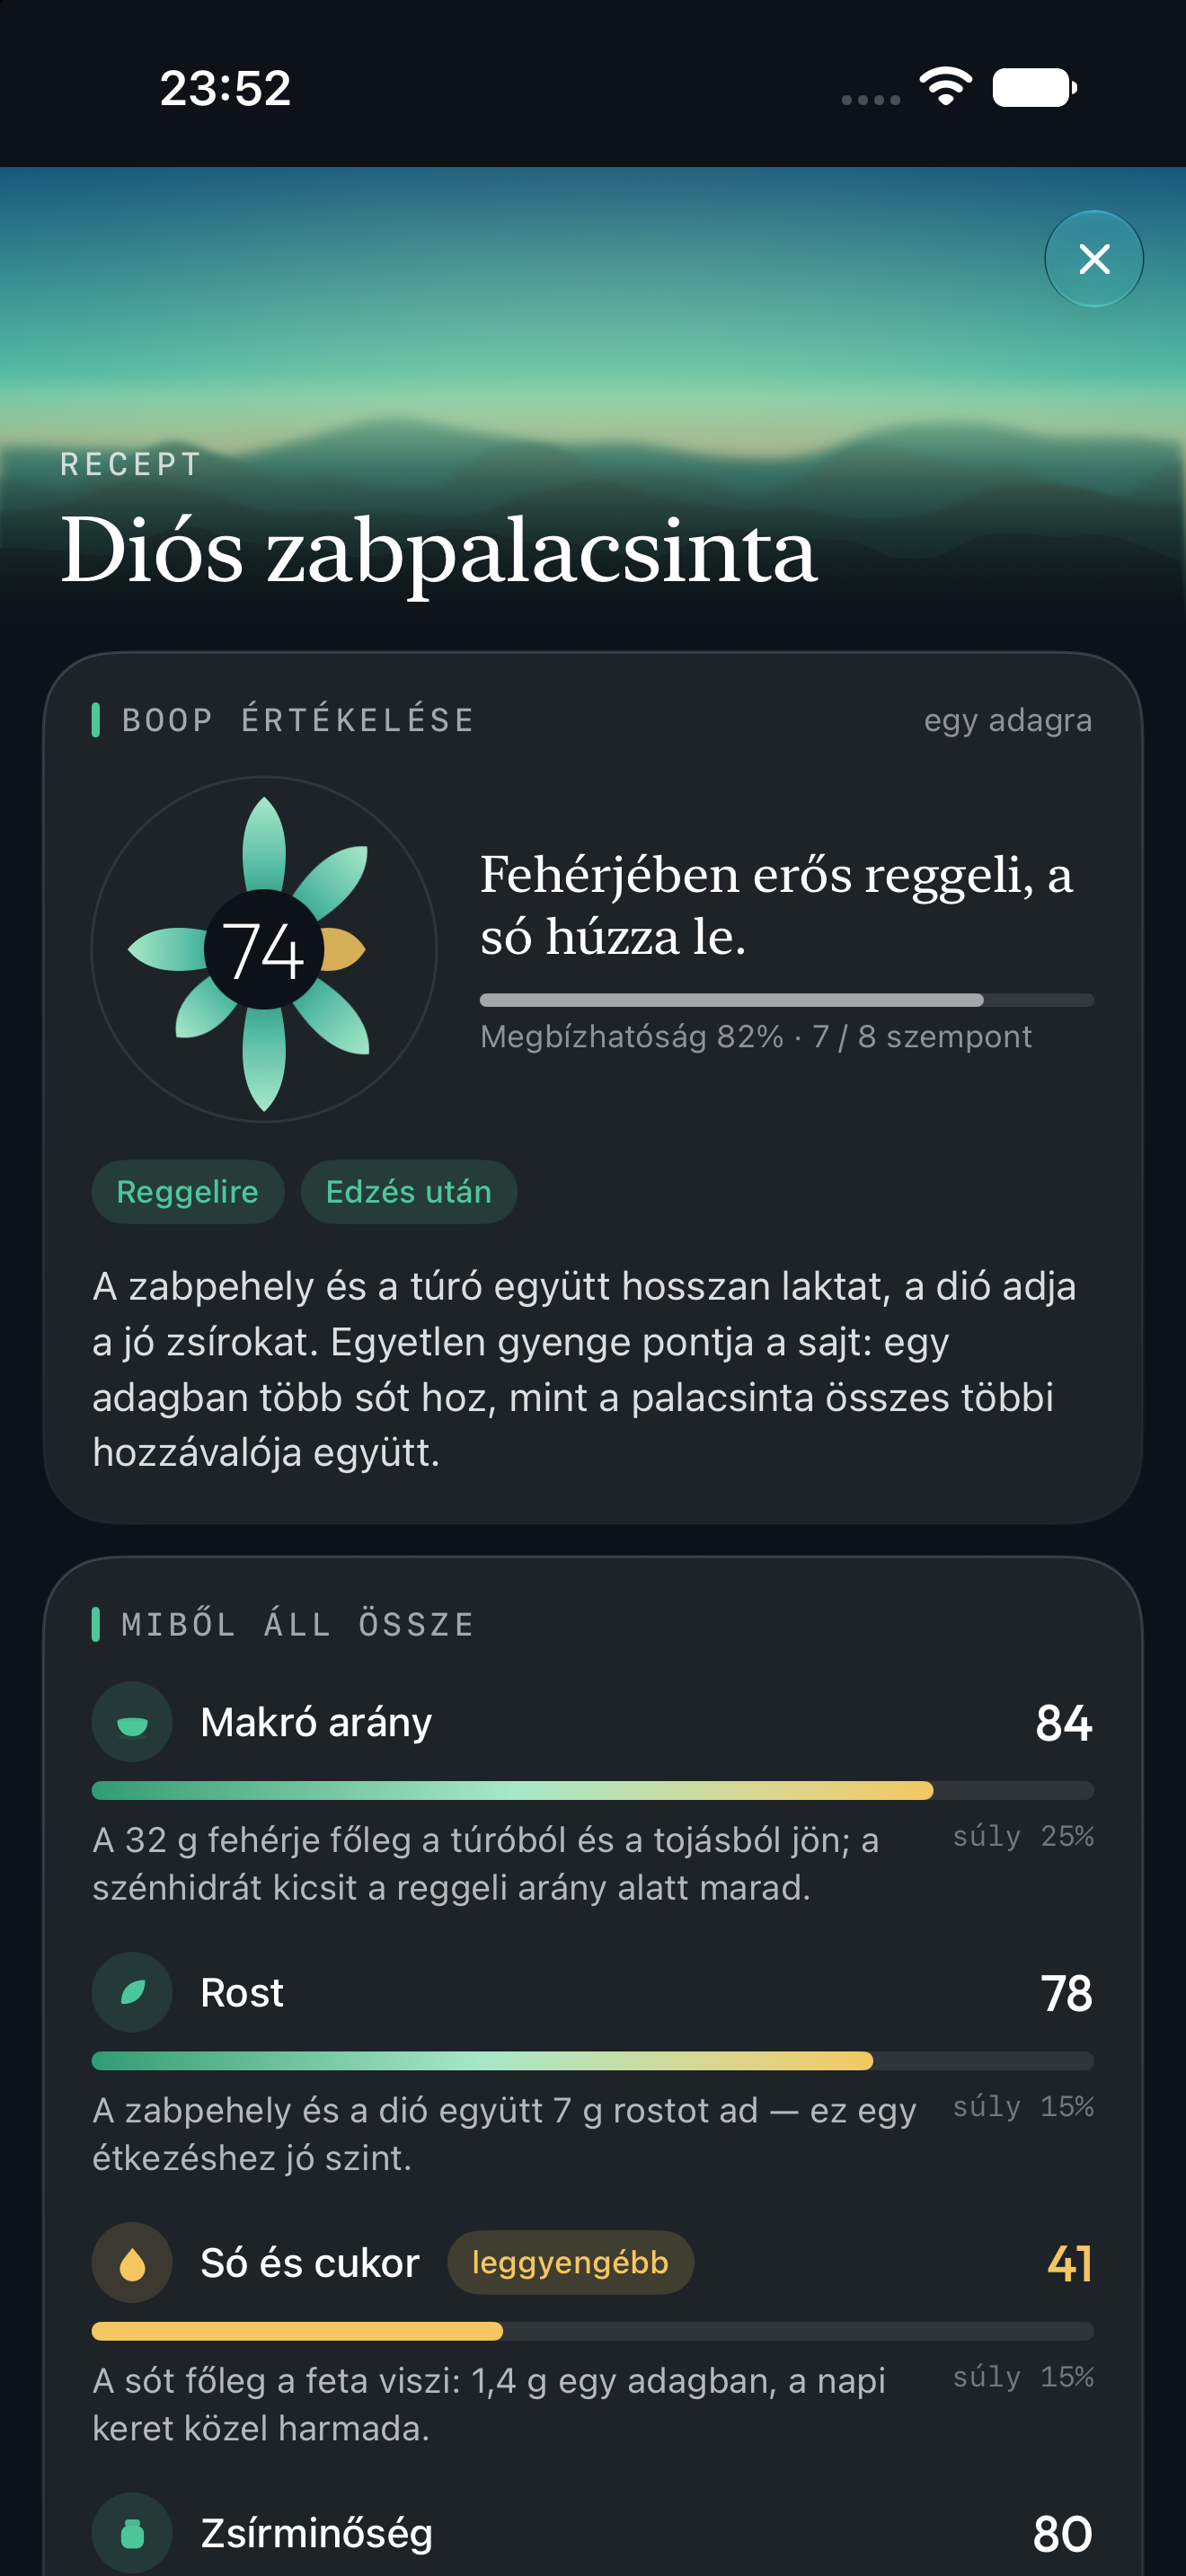 23:52
RECEPT
Diós zabpalacsinta
BOOP ÉRTÉKELÉSE
egy adagra
74
Fehérjében erős reggeli, a
só húzza le.
Megbízhatóság 82% · 7 / 8 szempont
Reggelire
Edzés után
A zabpehely és a túró együtt hosszan laktat, a dió adja
a jó zsírokat. Egyetlen gyenge pontja a sajt: egy
adagban több sót hoz, mint a palacsinta összes többi
hozzávalója együtt.
MIBŐL ÁLL ÖSSZE
Makró arány
84
A 32 g fehérje főleg a túróból és a tojásból jön; a
szénhidrát kicsit a reggeli arány alatt marad.
súly 25%
Rost
78
A zabpehely és a dió együtt 7 g rostot ad — ez egy
étkezéshez jó szint.
súly 15%
Só és cukor
leggyengébb
41
A sót főleg a feta viszi: 1,4 g egy adagban, a napi
keret közel harmada.
súly 15%
Zsírminőség
80